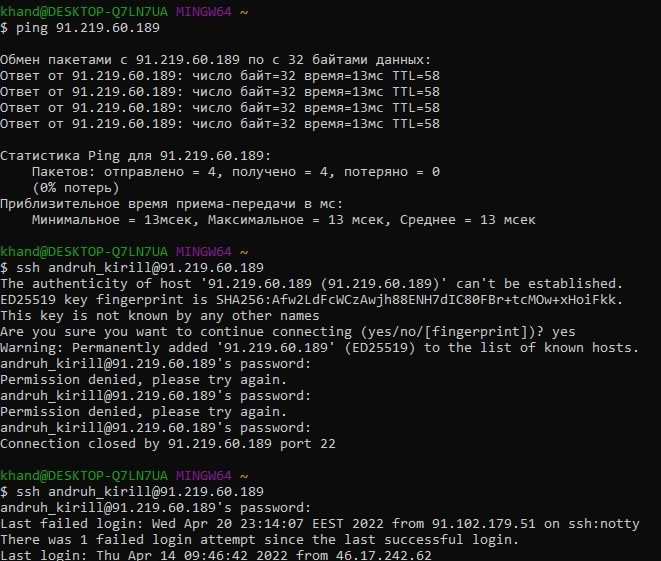 khand@DESKTOP-Q7LN7UA MINGW64 ~
$ ping 91.219.60.189
Обмен пакетами с 91.219.60.189 по с 32 байтами данных:
Ответ от 91.219.60.189: число байт=32 время=13мс TTL=58
Ответ от 91.219.60.189: число байт=32 время=13мс TTL=58
Ответ от 91.219.60.189: число байт=32 время=13мс TTL=58
Ответ от 91.219.60.189: число байт=32 время=13мс TTL=58
Статистика Ping для 91.219.60.189:
Пакетов: отправлено = 4, получено = 4, потеряно = 0
(0% потерь)
Приблизительное время приема-передачи в мс:
Минимальное = 13мсек, Максимальное = 13 мсек, Среднее = 13 мсек
khand@DESKTOP-Q7LN7UA MINGW64 ~
$ ssh andruh_kirill@91.219.60.189
The authenticity of host '91.219.60.189 (91.219.60.189)' can't be established.
ED25519 key fingerprint is SHA256:Afw2LdFcWCzAwjh88ENH7dIC80FBr+tcMOw+xHoiFkk.
This key is not known by any other names
Are you sure you want to continue connecting (yes/no/[fingerprint])? yes
Warning: Permanently added '91.219.60.189' (ED25519) to the list of known hosts.
andruh_kirill@91.219.60.189's password:
Permission denied, please try again.
andruh_kirill@91.219.60.189's password:
Permission denied, please try again.
andruh_kirill@91.219.60.189's password:
Connection closed by 91.219.60.189 port 22
khand@DESKTOP-Q7LN7UA MINGW64 ~
$ ssh andruh_kirill@91.219.60.189
andruh_kirill@91.219.60.189's password:
Last failed login: Wed Apr 20 23:14:07 EEST 2022 from 91.102.179.51 on ssh:notty
There was 1 failed login attempt since the last successful login.
Last login: Thu Apr 14 09:46:42 2022 from 46.17.242.62